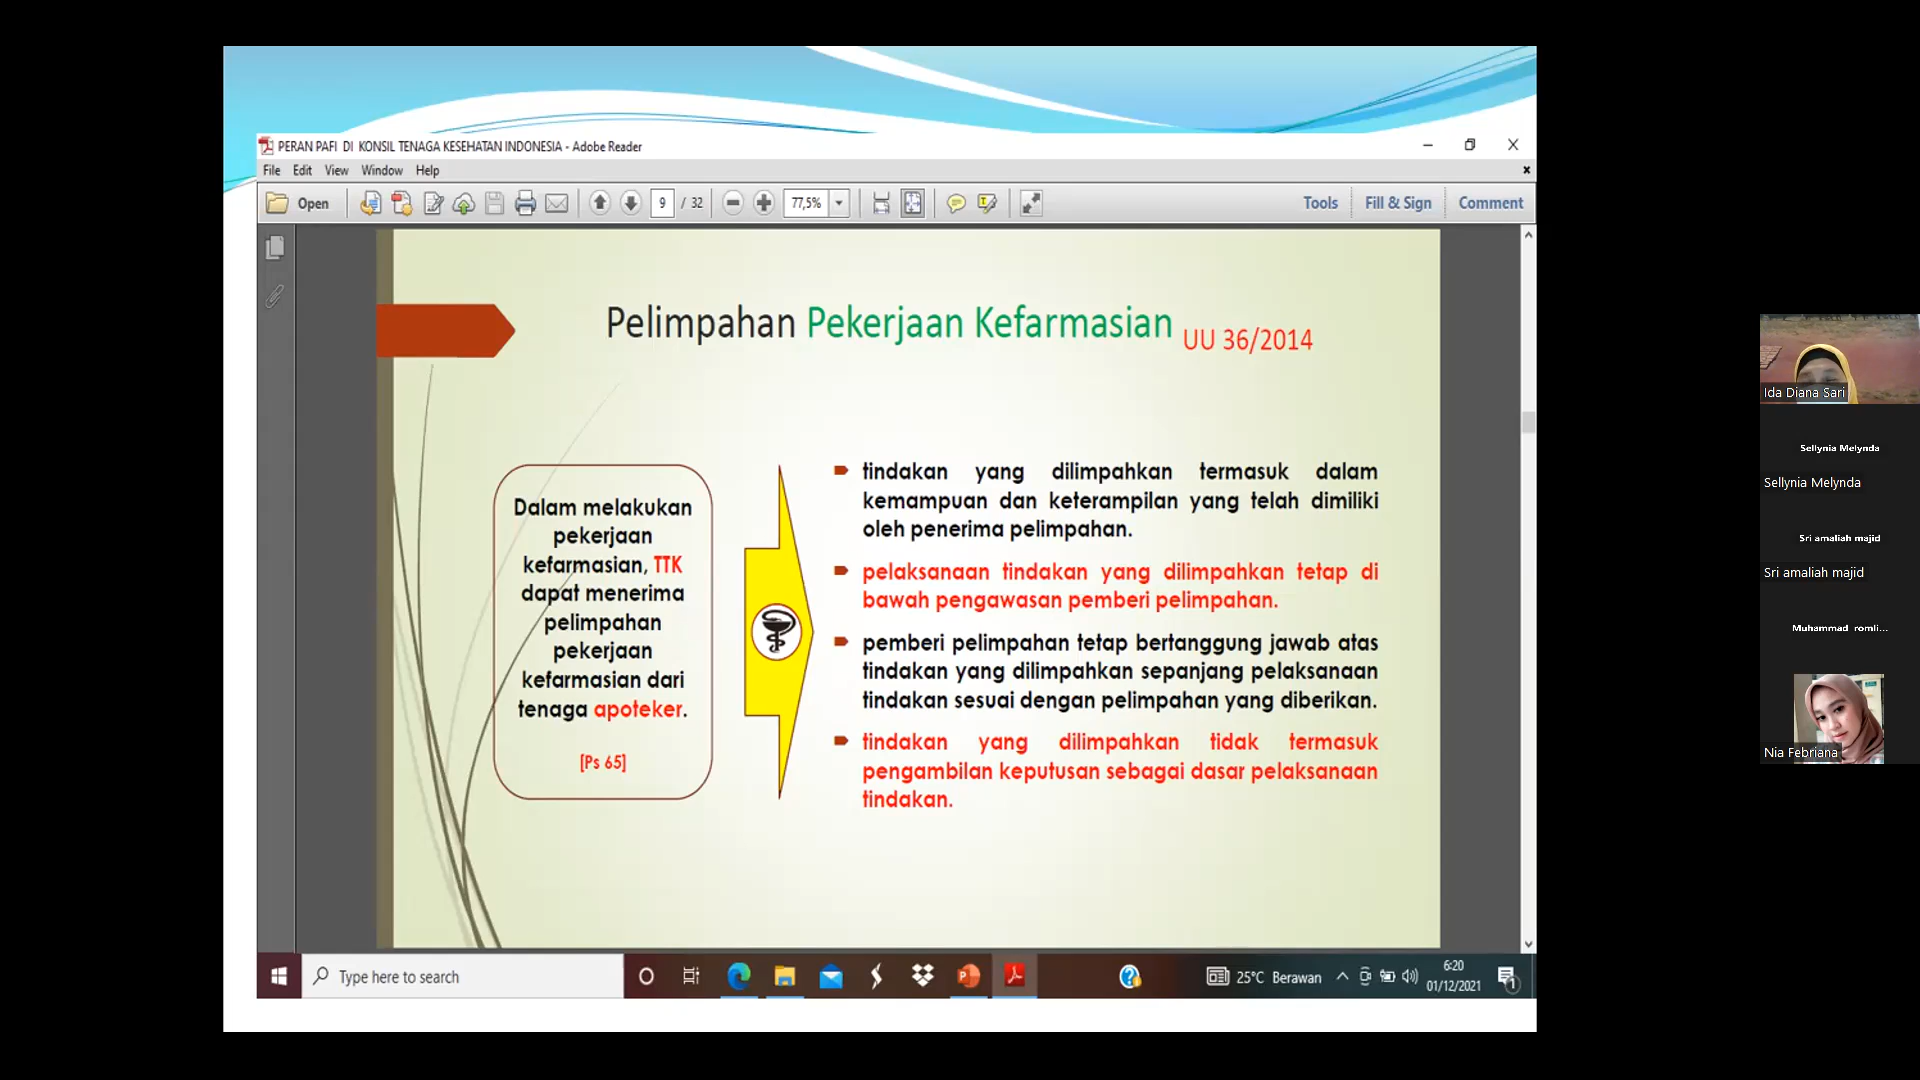 PERAN PAFI DI KONSIL TENAGA KESEHATAN INDONESIA - Adobe Reader
File Edit View Window Help
Open 9 / 32 77,5% Tools Fill & Sign Comment
Pelimpahan Pekerjaan Kefarmasian UU 36/2014
Dalam melakukan
pekerjaan
kefarmasian, TTK
dapat menerima
pelimpahan
pekerjaan
kefarmasian dari
tenaga apoteker.
[Ps 65]
tindakan yang dilimpahkan termasuk dalam
kemampuan dan keterampilan yang telah dimiliki
oleh penerima pelimpahan.
pelaksanaan tindakan yang dilimpahkan tetap di
bawah pengawasan pemberi pelimpahan.
pemberi pelimpahan tetap bertanggung jawab atas
tindakan yang dilimpahkan sepanjang pelaksanaan
tindakan sesuai dengan pelimpahan yang diberikan.
tindakan yang dilimpahkan tidak termasuk
pengambilan keputusan sebagai dasar pelaksanaan
tindakan.
Type here to search
25°C Berawan
6:20
01/12/2021
1
Ida Diana Sari
Sellynia Melynda
Sellynia Melynda
Sri amaliah majid
Sri amaliah majid
Muhammad romli...
Nia Febriana